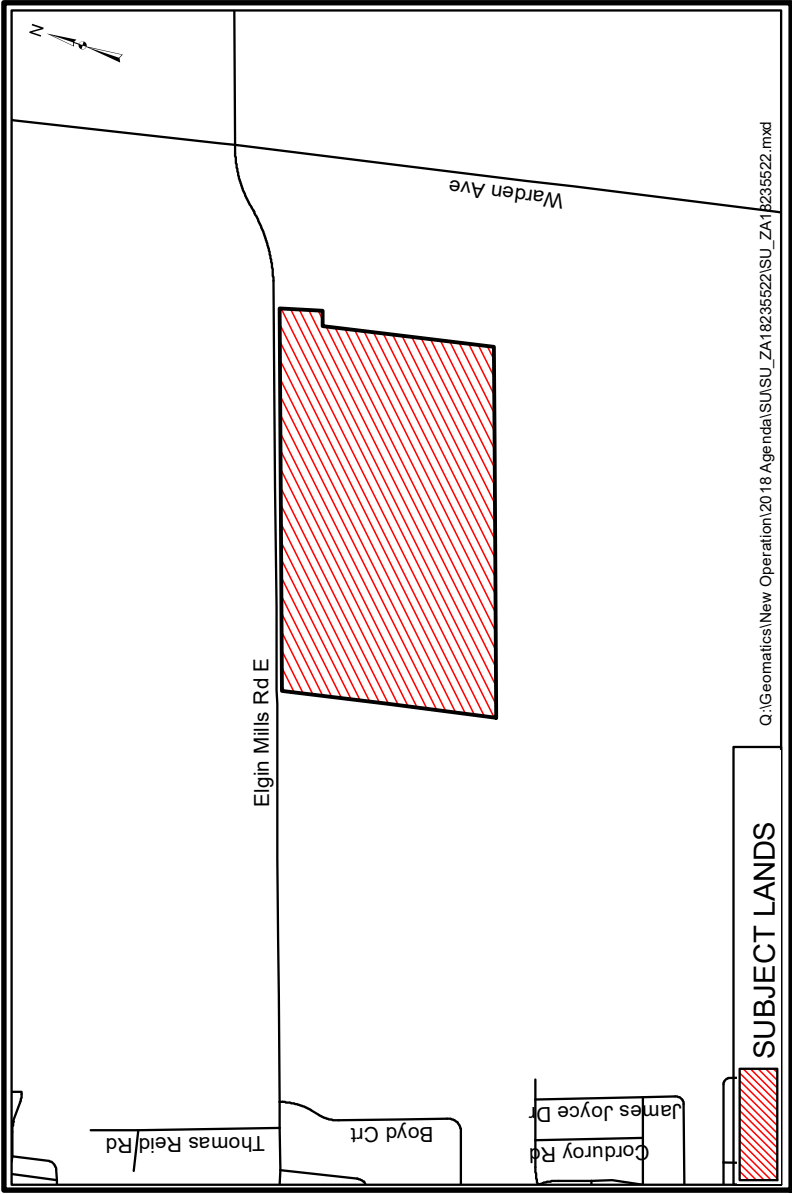 N
Elgin Mills Rd E
Warden Ave
Thomas Reid Rd
Boyd Crt
James Joyce Dr
Corduroy Rd
SUBJECT LANDS
Q:\Geomatics\New Operation\2018 Agenda\SU\SU_ZA18235522\SU_ZA18235522.mxd